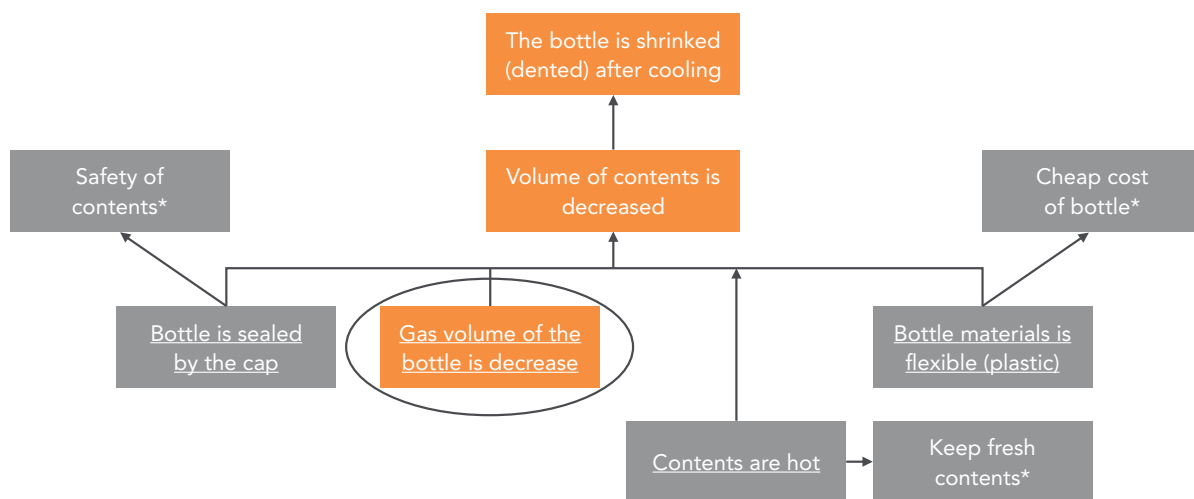 The bottle is shrinked
(dented) after cooling
Safety of
contents*
Volume of contents is
decreased
Cheap cost
of bottle*
Bottle is sealed
by the cap
Gas volume of the
bottle is decrease
Bottle materials is
flexible (plastic)
Contents are hot
Keep fresh
contents*